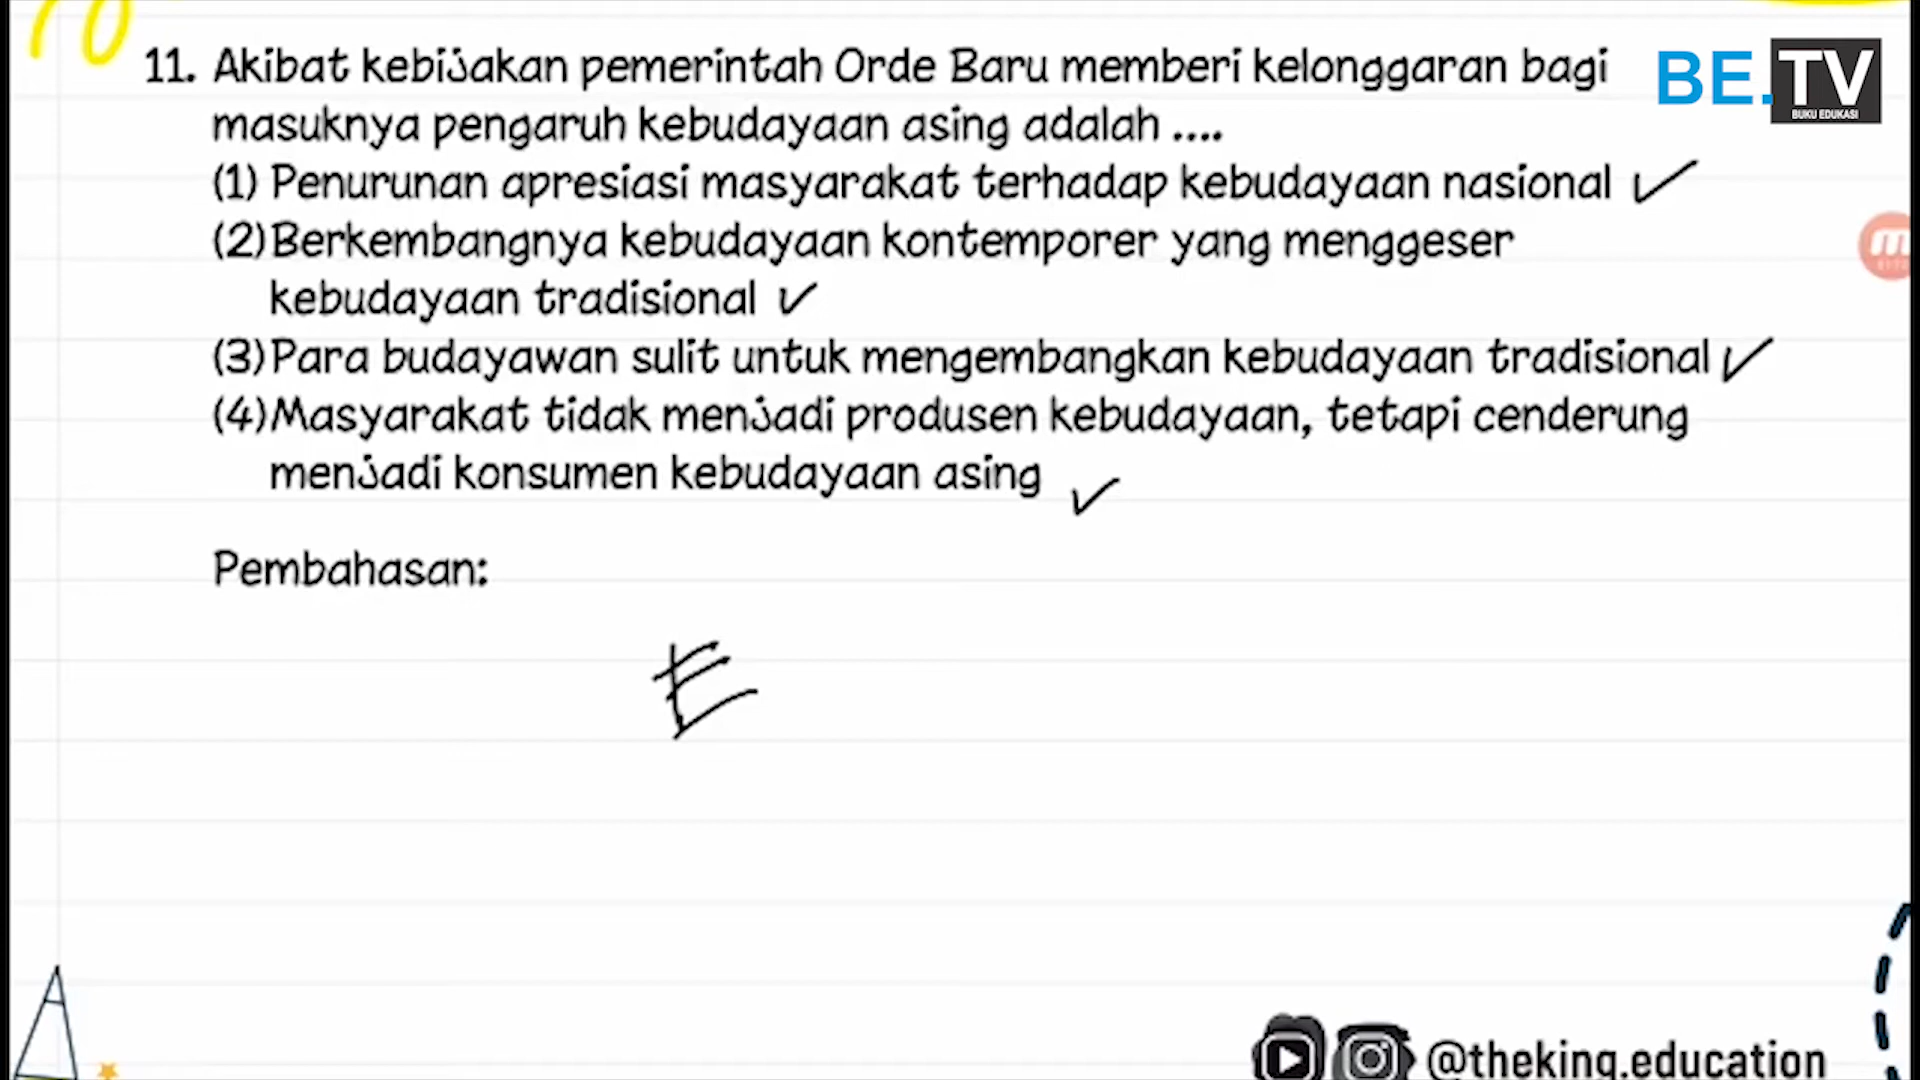 11. Akibat kebijakan pemerintah Orde Baru memberi kelonggaran bagi
masuknya pengaruh kebudayaan asing adalah ....
(1) Penurunan apresiasi masyarakat terhadap kebudayaan nasional
(2) Berkembangnya kebudayaan kontemporer yang menggeser
kebudayaan tradisional
(3) Para budayawan sulit untuk mengembangkan kebudayaan tradisional
(4) Masyarakat tidak menjadi produsen kebudayaan, tetapi cenderung
menjadi konsumen kebudayaan asing
Pembahasan:
E
BE.TV
BUKU EDUKASI
@theking.education